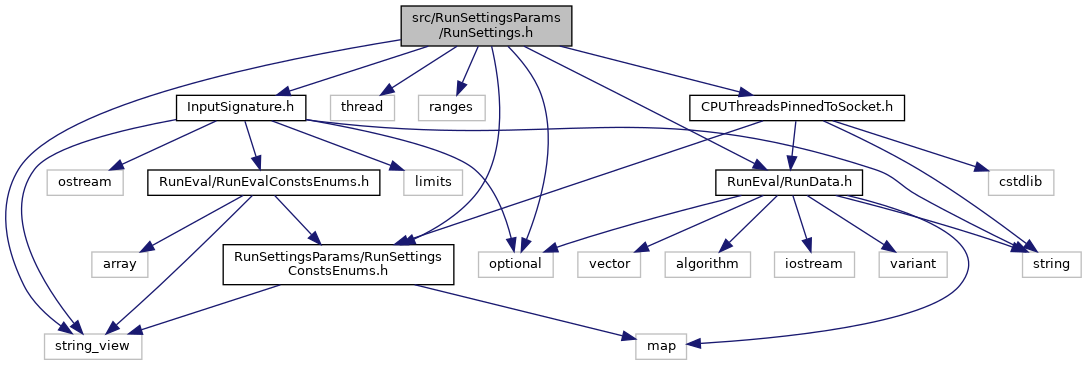 src/RunSettingsParams
/RunSettings.h
InputSignature.h
thread
ranges
CPUThreadsPinnedToSocket.h
ostream
RunEval/RunEvalConstsEnums.h
limits
RunEval/RunData.h
cstdlib
array
RunSettingsParams/RunSettings
ConstsEnums.h
optional
vector
algorithm
iostream
variant
string
string_view
map